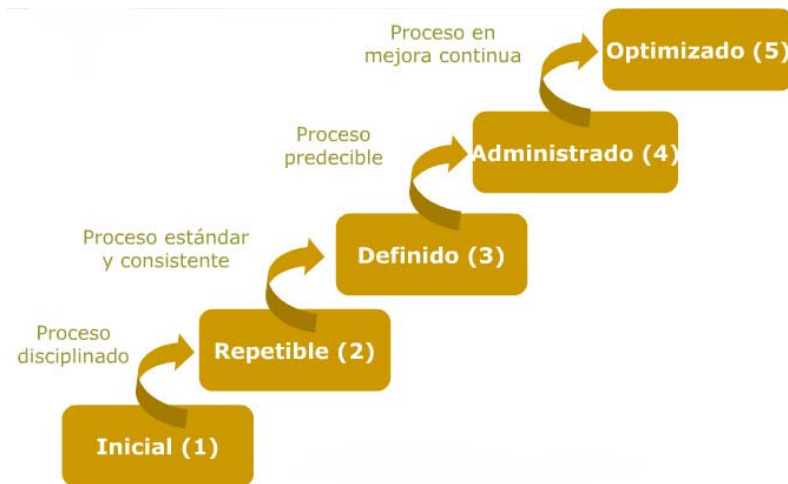 Proceso en
mejora continua
Optimizado (5)
Proceso
predecible
Administrado (4)
Proceso estándar
y consistente
Definido (3)
Proceso
disciplinado
Repetible (2)
Inicial (1)